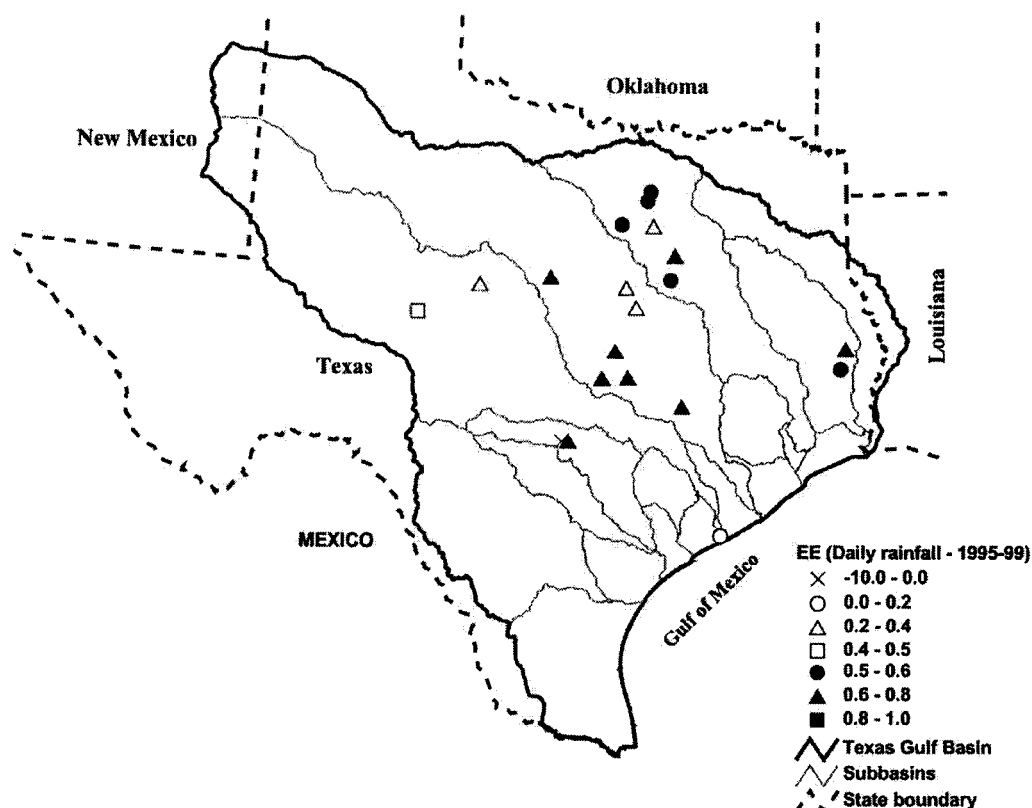 Oklahoma
New Mexico
Louisiana
Texas
MEXICO
Gulf of Mexico
EE (Daily rainfall - 1995-99)
-10.0 - 0.0
0.0 - 0.2
0.2 - 0.4
0.4 - 0.5
0.5 - 0.6
0.6 - 0.8
0.8 - 1.0
Texas Gulf Basin
Subbasins
State boundary